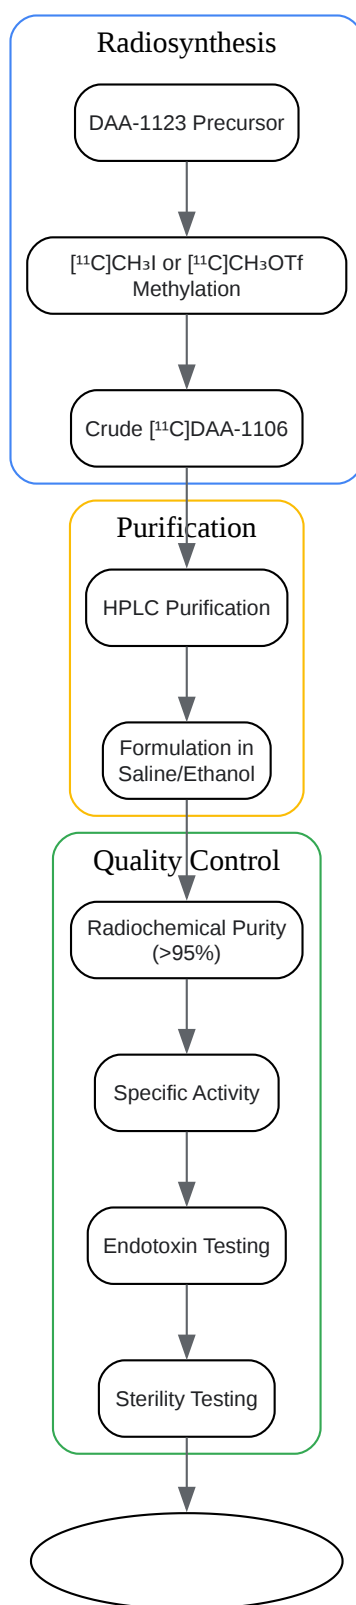 Radiosynthesis
DAA-1123 Precursor
[¹¹C]CH₃I or [¹¹C]CH₃OTf
Methylation
Crude [¹¹C]DAA-1106
Purification
HPLC Purification
Formulation in
Saline/Ethanol
Quality Control
Radiochemical Purity
(>95%)
Specific Activity
Endotoxin Testing
Sterility Testing